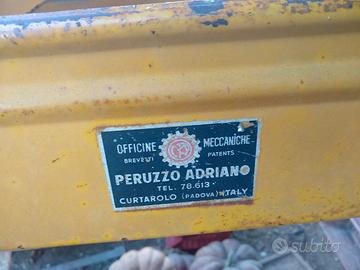 OFFICINE MECCANICHE
BREVETTI PATENTS
PERUZZO ADRIANO
TEL. 78.613
CURTAROLO (PADOVA) ITALY
subito